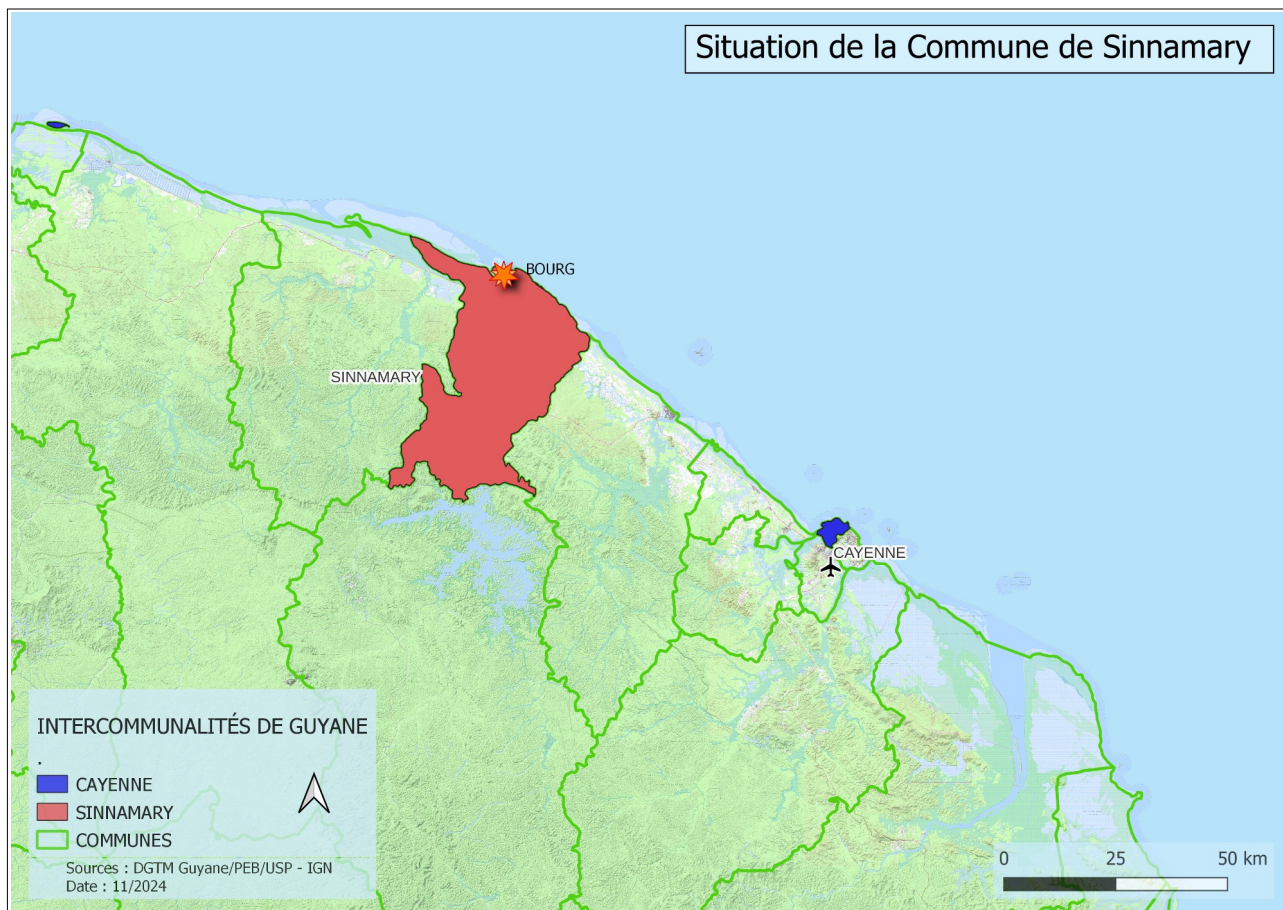 Situation de la Commune de Sinnamary
BOURG
SINNAMARY
CAYENNE
INTERCOMMUNALITÉS DE GUYANE
.
CAYENNE
SINNAMARY
COMMUNES
Sources : DGTM Guyane/PEB/USP - IGN
Date : 11/2024
0 25 50 km